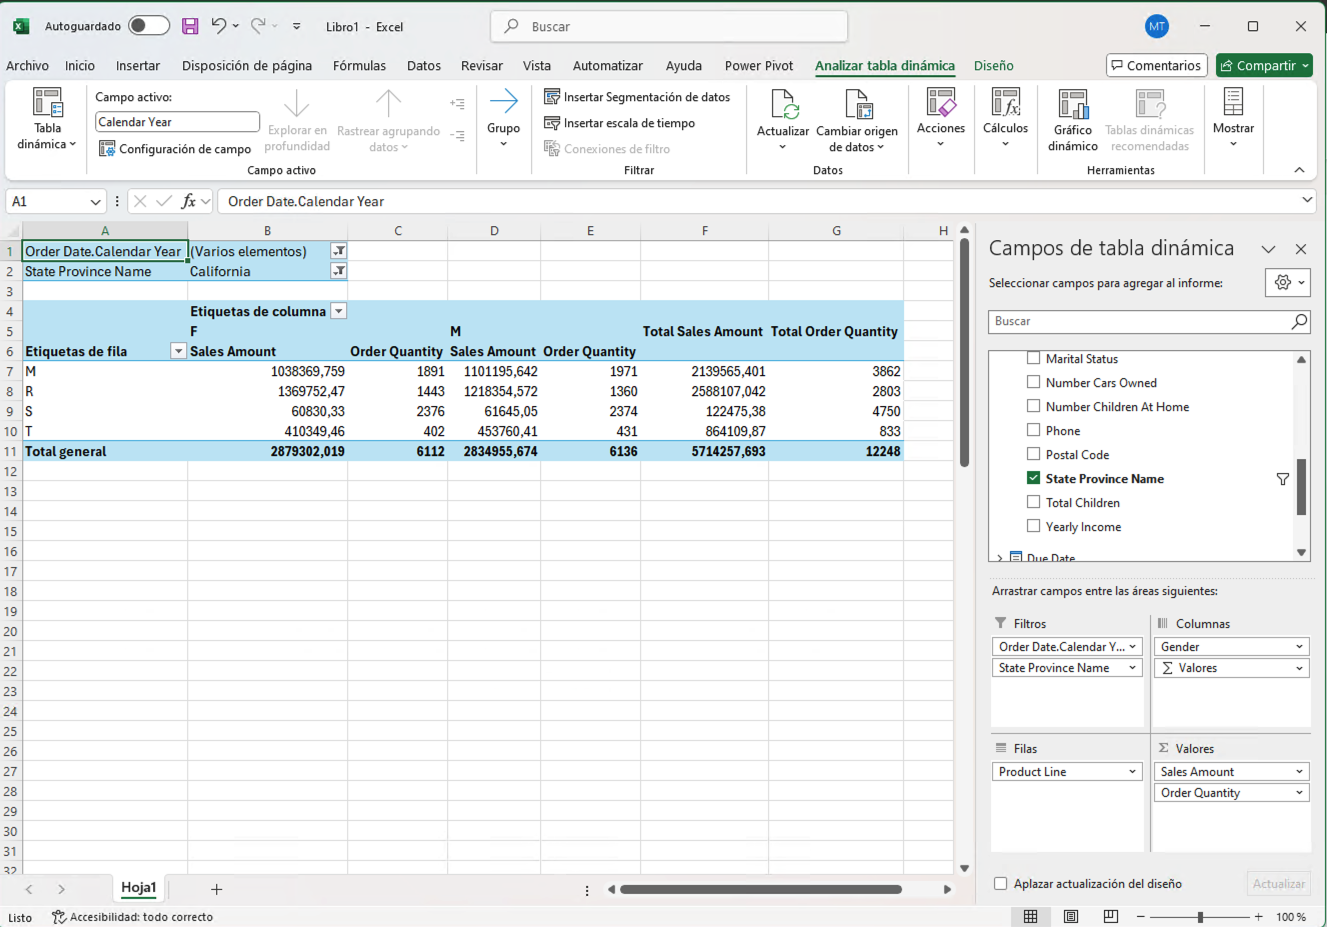 Autoguardado
Libro1 - Excel
Buscar
MT
Archivo Inicio Insertar Disposición de página Fórmulas Datos Revisar Vista Automatizar Ayuda Power Pivot Analizar tabla dinámica Diseño
Comentarios
Compartir
Tabla
dinámica
Campo activo:
Calendar Year
Configuración de campo
Explorar en
profundidad
Rastrear agrupando
datos
Campo activo
Grupo
Insertar Segmentación de datos
Insertar escala de tiempo
Conexiones de filtro
Filtrar
Actualizar
Cambiar origen
de datos
Datos
Acciones
Cálculos
Gráfico
dinámico
Tablas dinámicas
recomendadas
Herramientas
Mostrar
A1
fx
Order Date.Calendar Year
A B C D E F G H
1 Order Date.Calendar Year (Varios elementos)
2 State Province Name California
3
4 Etiquetas de columna
5 F M Total Sales Amount Total Order Quantity
6 Etiquetas de fila Sales Amount Order Quantity Sales Amount Order Quantity
7 M 1038369,759 1891 1101195,642 1971 2139565,401 3862
8 R 1369752,47 1443 1218354,572 1360 2588107,042 2803
9 S 60830,33 2376 61645,05 2374 122475,38 4750
10 T 410349,46 402 453760,41 431 864109,87 833
11 Total general 2879302,019 6112 2834955,674 6136 5714257,693 12248
12
13
14
15
16
17
18
19
20
21
22
23
24
25
26
27
28
29
30
31
32
Campos de tabla dinámica
Seleccionar campos para agregar al informe:
Buscar
Marital Status
Number Cars Owned
Number Children At Home
Phone
Postal Code
State Province Name
Total Children
Yearly Income
Due Date
Arrastrar campos entre las áreas siguientes:
Filtros
Order Date.Calendar Y...
State Province Name
Columnas
Gender
Σ Valores
Filas
Product Line
Σ Valores
Sales Amount
Order Quantity
Aplazar actualización del diseño
Actualizar
Hoja1
Listo
Accesibilidad: todo correcto
100 %